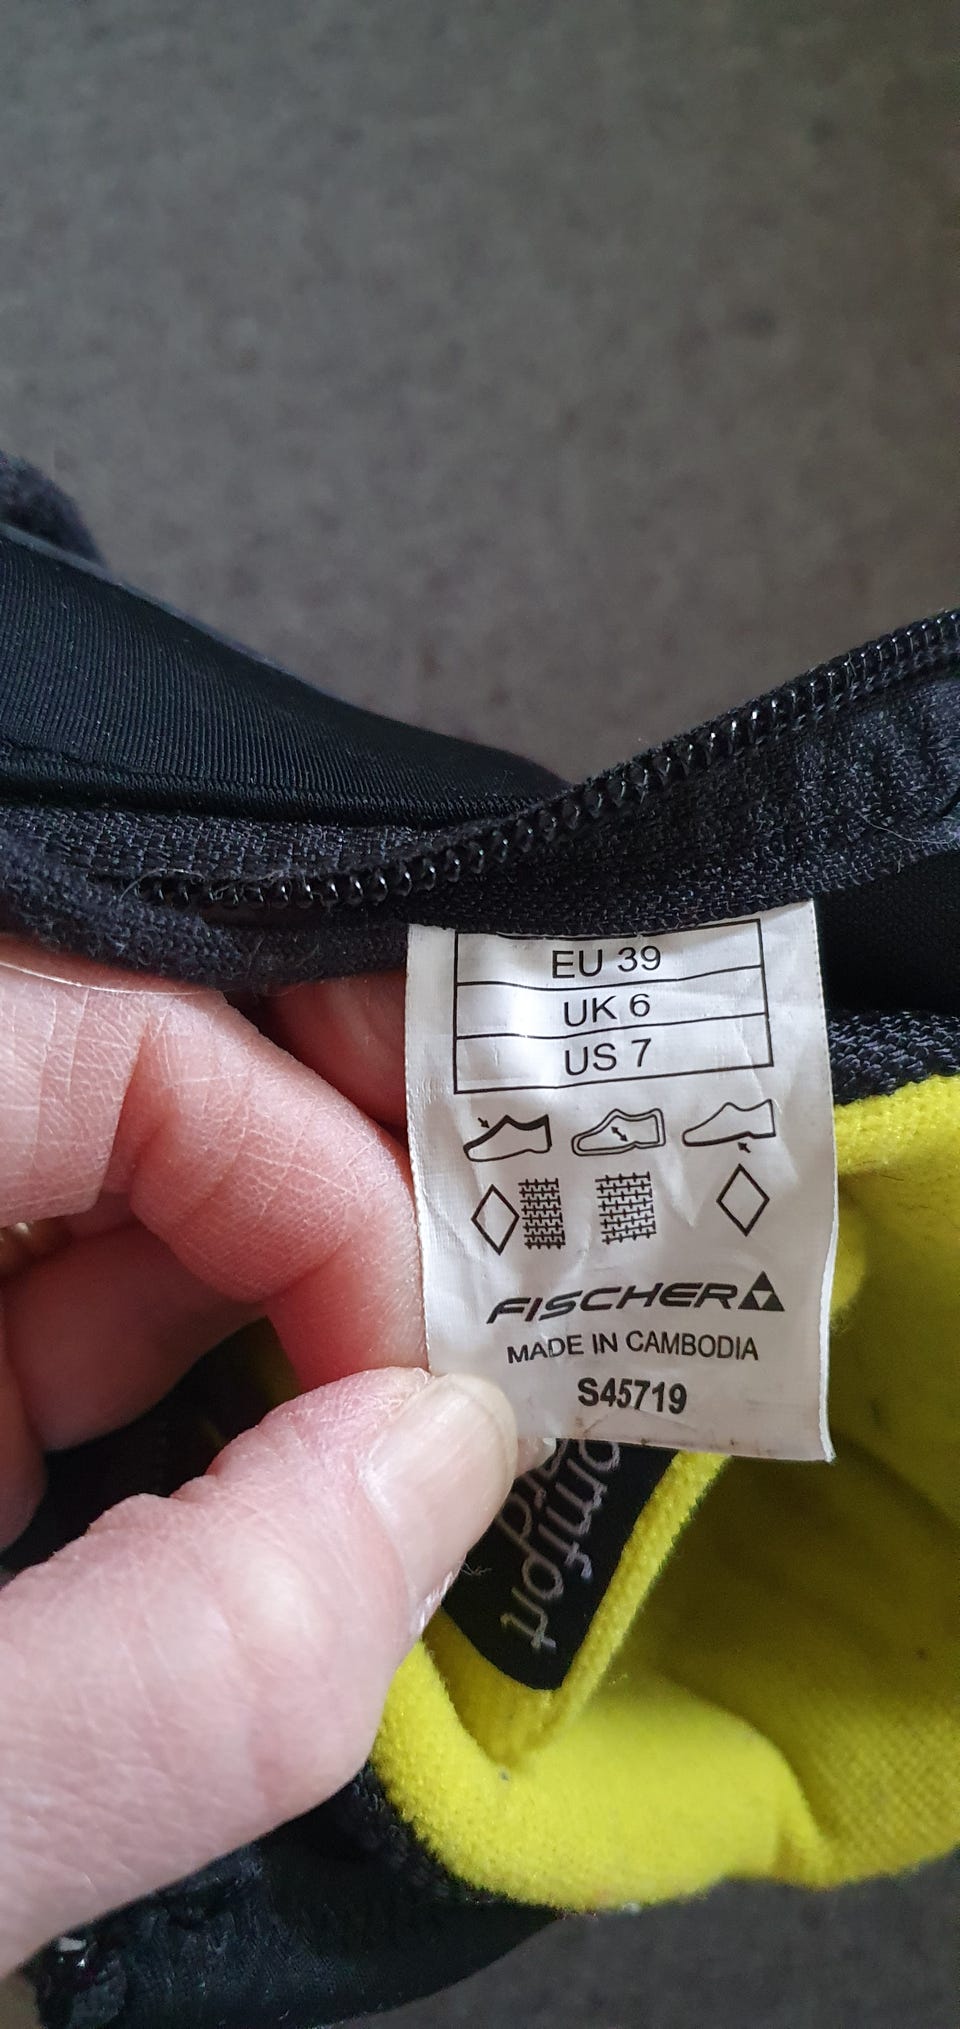 EU 39
UK 6
US 7
FISCHER
MADE IN CAMBODIA
S45719